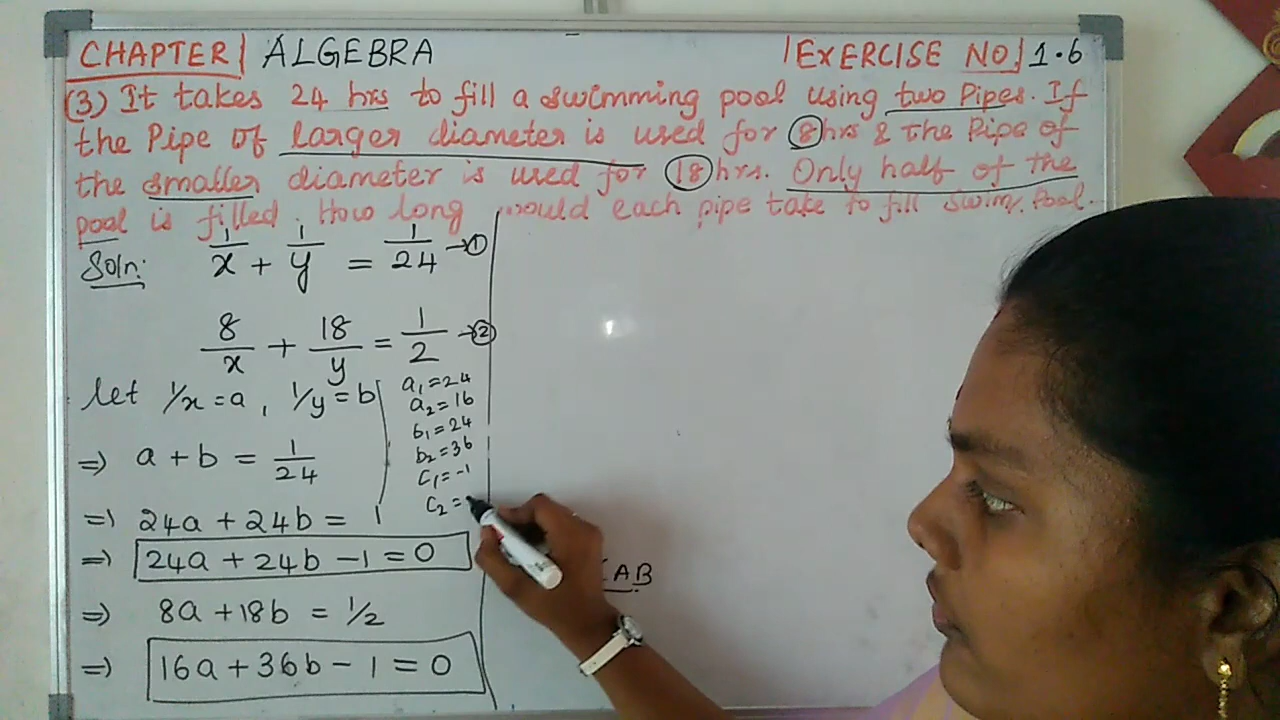 CHAPTER | ALGEBRA | EXERCISE NO | 1.6
(3) It takes 24 hrs to fill a swimming pool using two Pipes. If
the Pipe of larger diameter is used for 8 hrs & the Pipe of
the smaller diameter is used for 18 hrs. Only half of the
pool is filled. How long would each pipe take to fill swim. Pool.
Soln: 1/x + 1/y = 1/24 → ①
8/x + 18/y = 1/2 → ②
let 1/x = a, 1/y = b
⇒ a + b = 1/24
⇒ 24a + 24b = 1
⇒ 24a + 24b - 1 = 0
⇒ 8a + 18b = 1/2
⇒ 16a + 36b - 1 = 0
a₁ = 24
a₂ = 16
b₁ = 24
b₂ = 36
c₁ = -1
c₂ =
AB